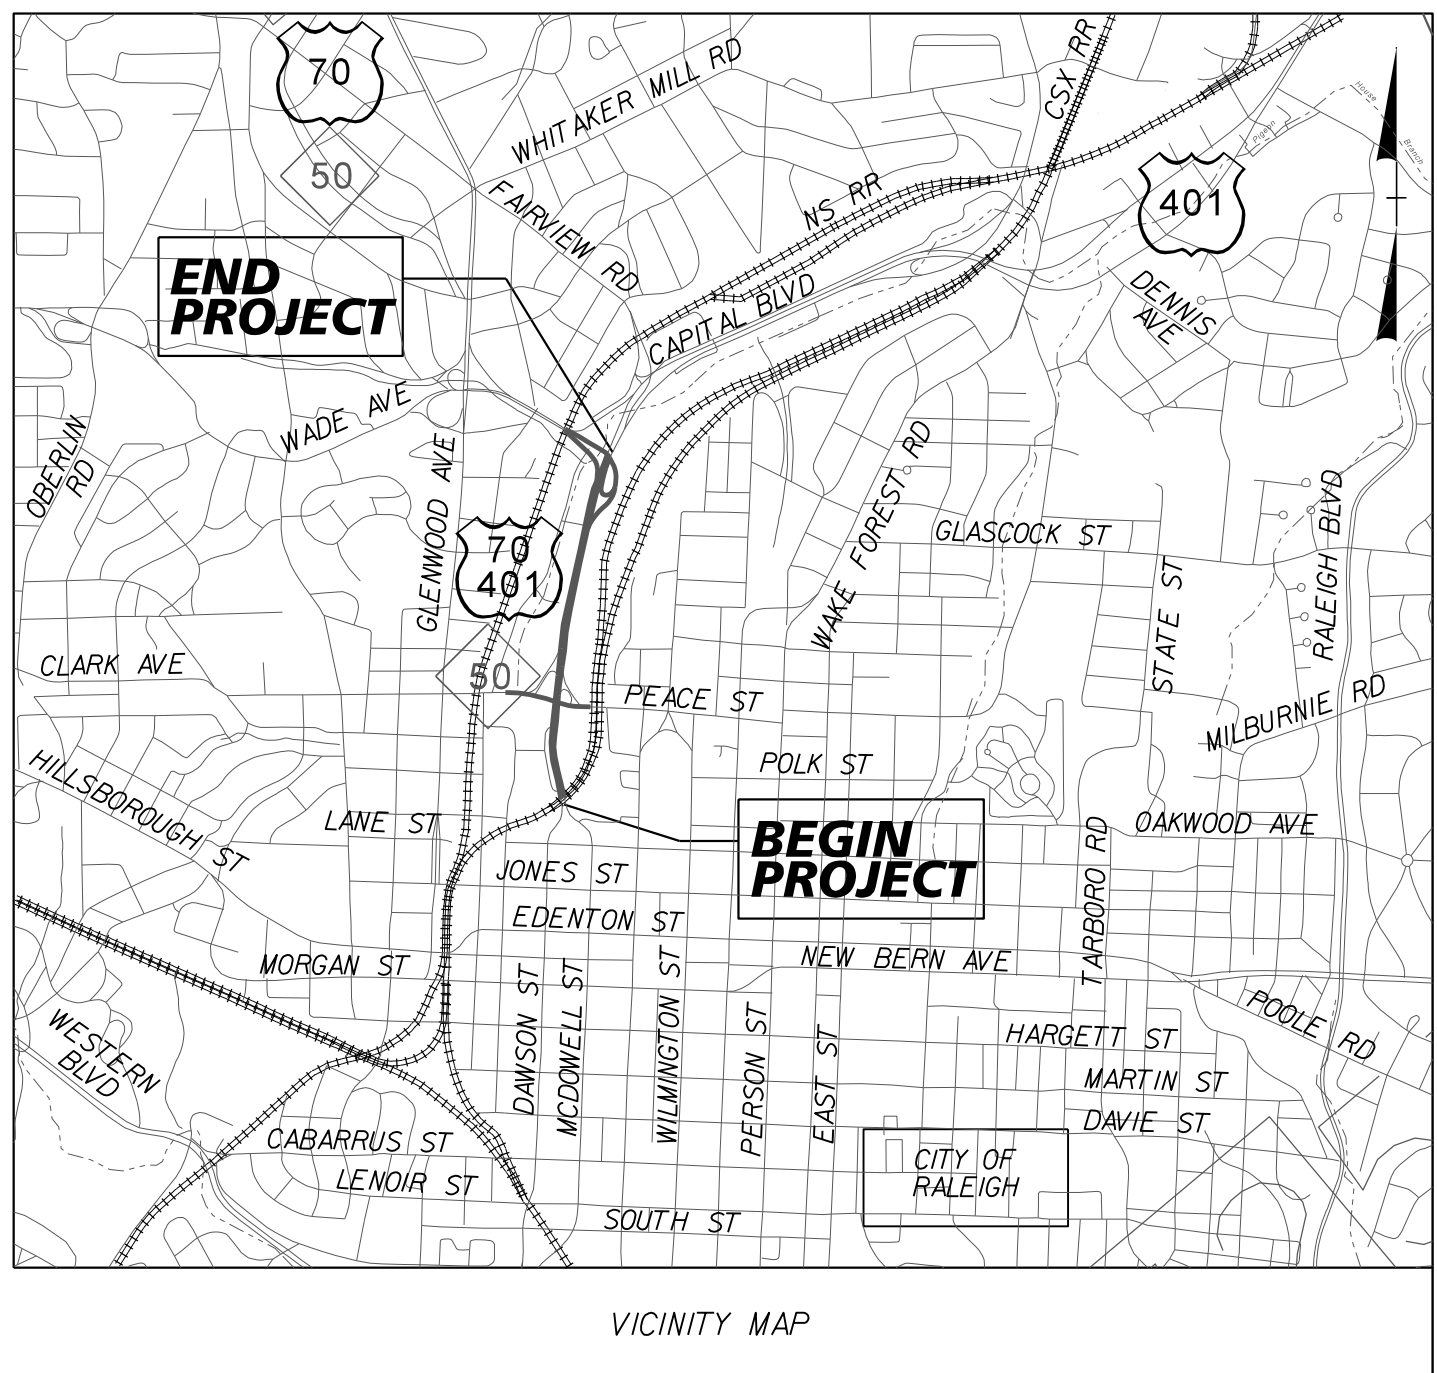 70
50
WHITAKER MILL RD
CSX RR
House
Pigeon
Branch
NS RR
401
FAIRVIEW RD
END
PROJECT
CAPITAL BLVD
DENNIS
AVE
WADE AVE
OBERLIN
RD
GLENWOOD AVE
WAKE FOREST RD
GLASCOCK ST
RALEIGH BLVD
70
401
STATE ST
CLARK AVE
50
PEACE ST
MILBURNIE RD
HILLSBOROUGH ST
POLK ST
LANE ST
BEGIN
PROJECT
OAKWOOD AVE
TARBORO RD
JONES ST
EDENTON ST
MORGAN ST
NEW BERN AVE
DAWSON ST
MCDOWELL ST
WILMINGTON ST
PERSON ST
EAST ST
POOLE RD
WESTERN
BLVD
HARGETT ST
MARTIN ST
DAVIE ST
CABARRUS ST
CITY OF
RALEIGH
LENOIR ST
SOUTH ST
VICINITY MAP